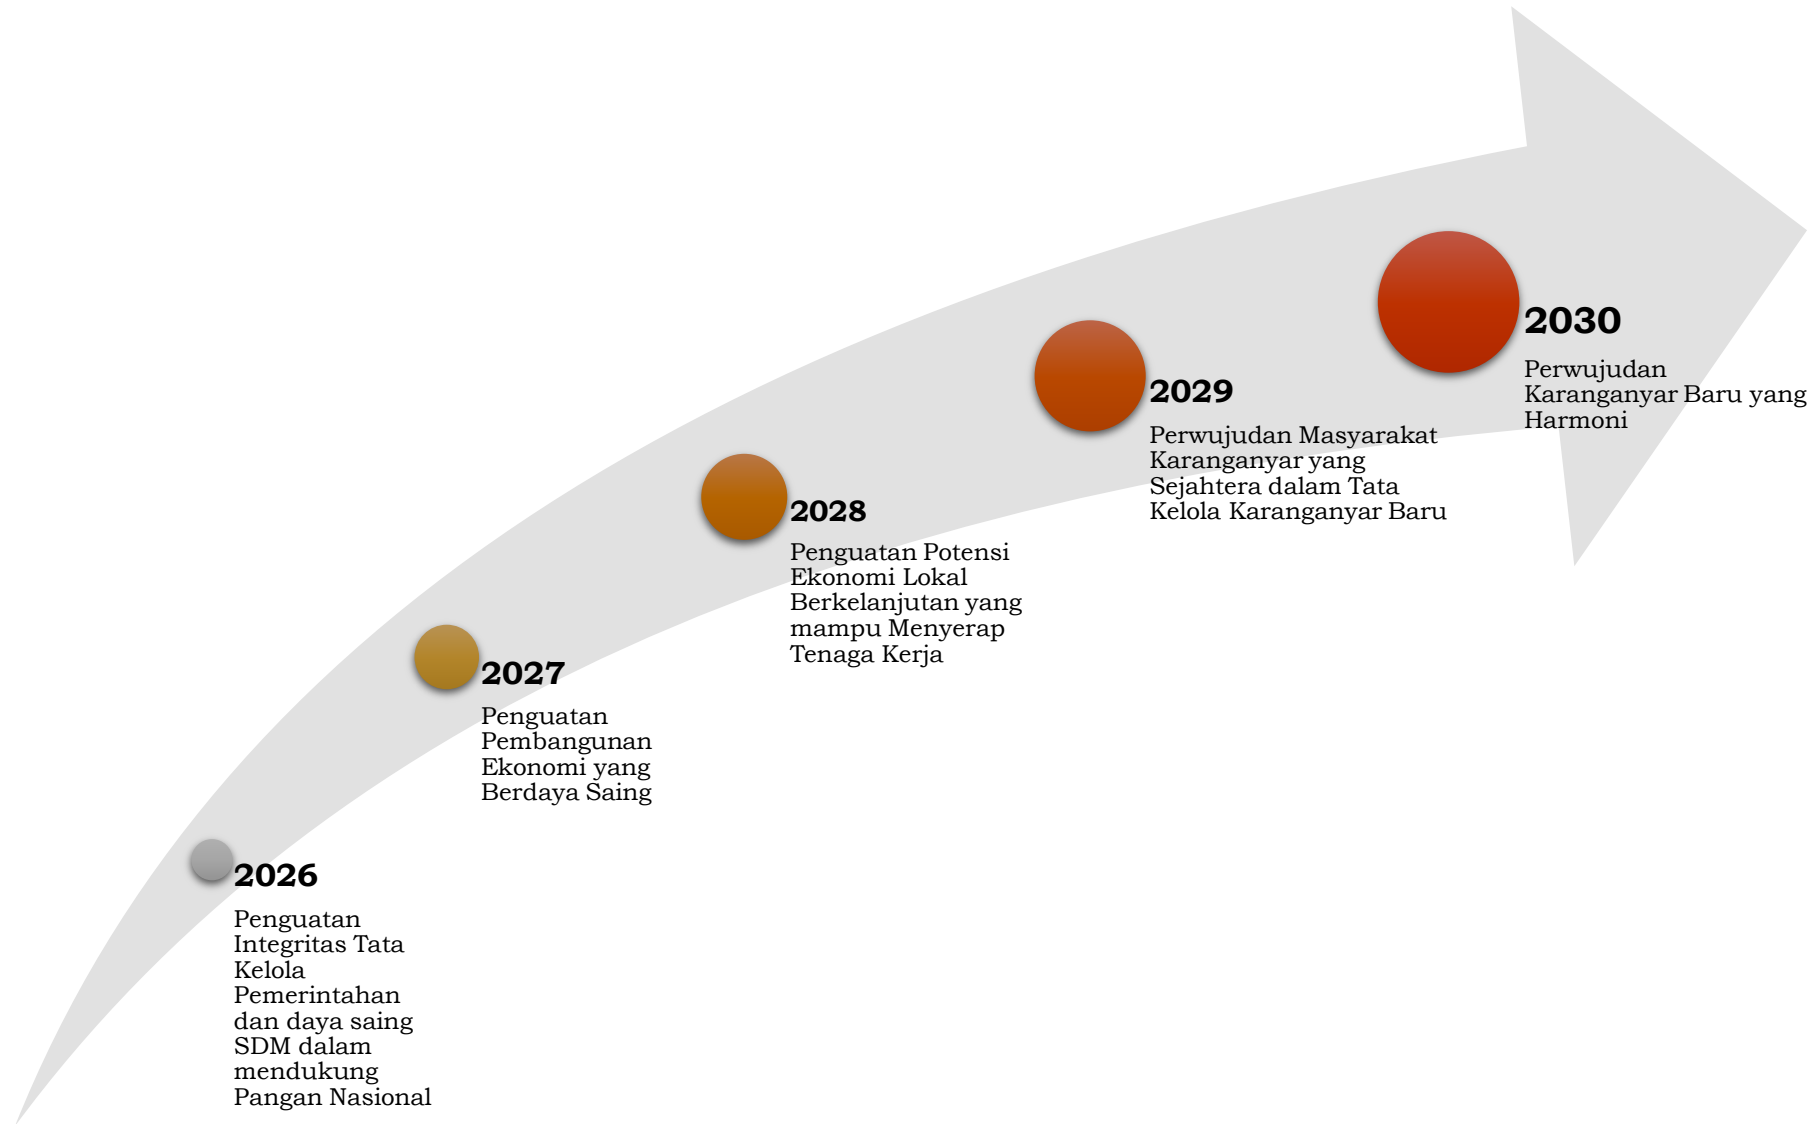 2026
Penguatan
Integritas Tata
Kelola
Pemerintahan
dan daya saing
SDM dalam
mendukung
Pangan Nasional
2027
Penguatan
Pembangunan
Ekonomi yang
Berdaya Saing
2028
Penguatan Potensi
Ekonomi Lokal
Berkelanjutan yang
mampu Menyerap
Tenaga Kerja
2029
Perwujudan Masyarakat
Karanganyar yang
Sejahtera dalam Tata
Kelola Karanganyar Baru
2030
Perwujudan
Karanganyar Baru yang
Harmoni